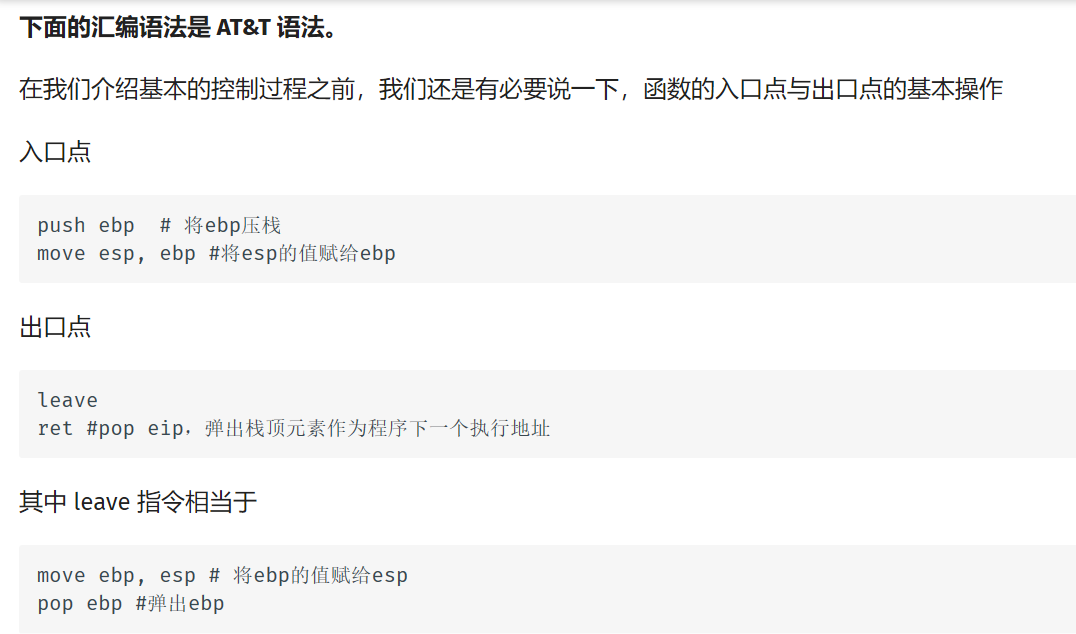 下面的汇编语法是 AT&T 语法。
在我们介绍基本的控制过程之前，我们还是有必要说一下，函数的入口点与出口点的基本操作
入口点
push ebp  # 将ebp压栈
move esp, ebp #将esp的值赋给ebp
出口点
leave
ret #pop eip，弹出栈顶元素作为程序下一个执行地址
其中 leave 指令相当于
move ebp, esp # 将ebp的值赋给esp
pop ebp #弹出ebp